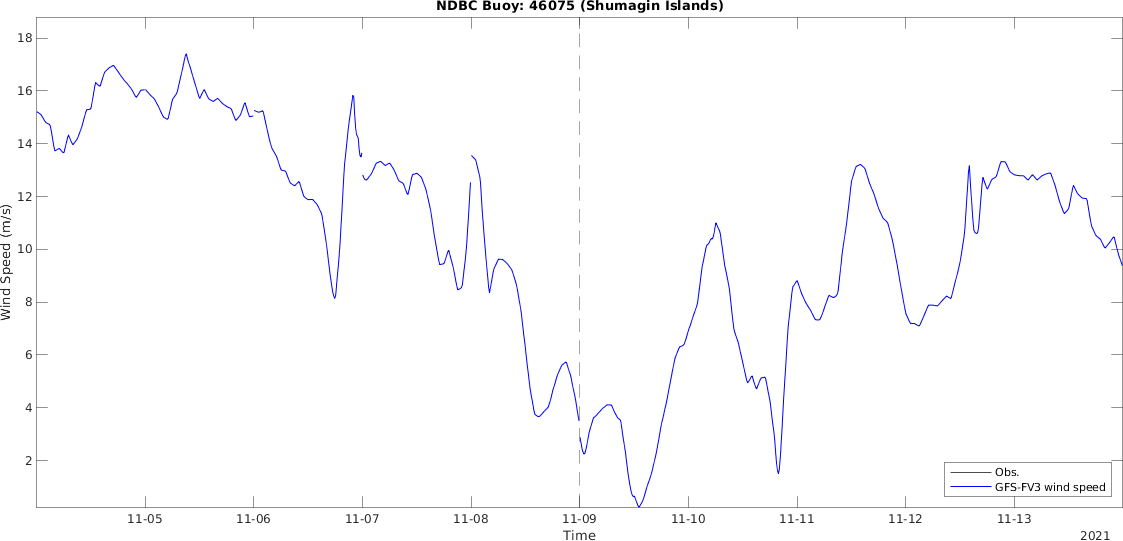 NDBC Buoy: 46075 (Shumagin Islands)
18
16
14
12
10
8
6
4
2
Wind Speed (m/s)
Obs.
GFS-FV3 wind speed
11-05 11-06 11-07 11-08 11-09 11-10 11-11 11-12 11-13
Time
2021